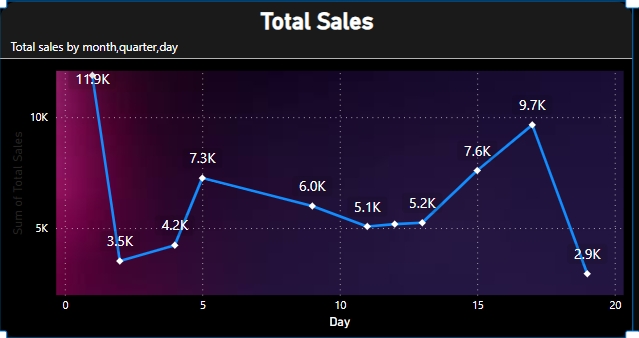 Total Sales
Total sales by month,quarter,day
11.9K
10K
9.7K
7.3K
7.6K
6.0K
5.1K
5.2K
4.2K
3.5K
5K
2.9K
Sum of Total Sales
0 5 10 15 20
Day